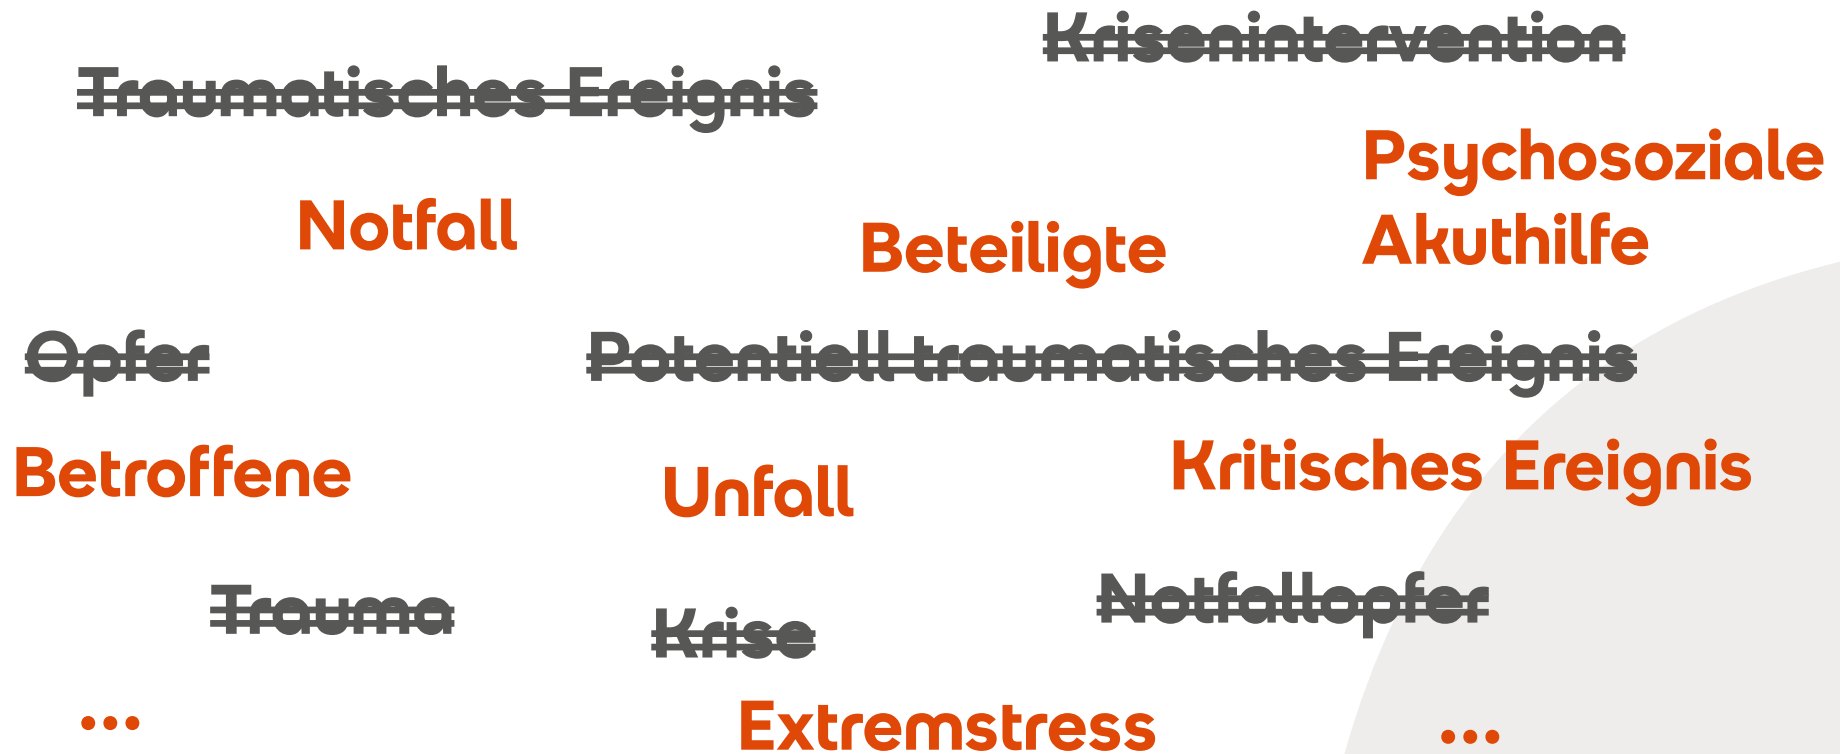 Krisenintervention
Traumatisches Ereignis
Psychosoziale
Akuthilfe
Notfall
Beteiligte
Opfer
Potentiell traumatisches Ereignis
Betroffene
Unfall
Kritisches Ereignis
Trauma
Krise
Notfallopfer
...
Extremstress
...